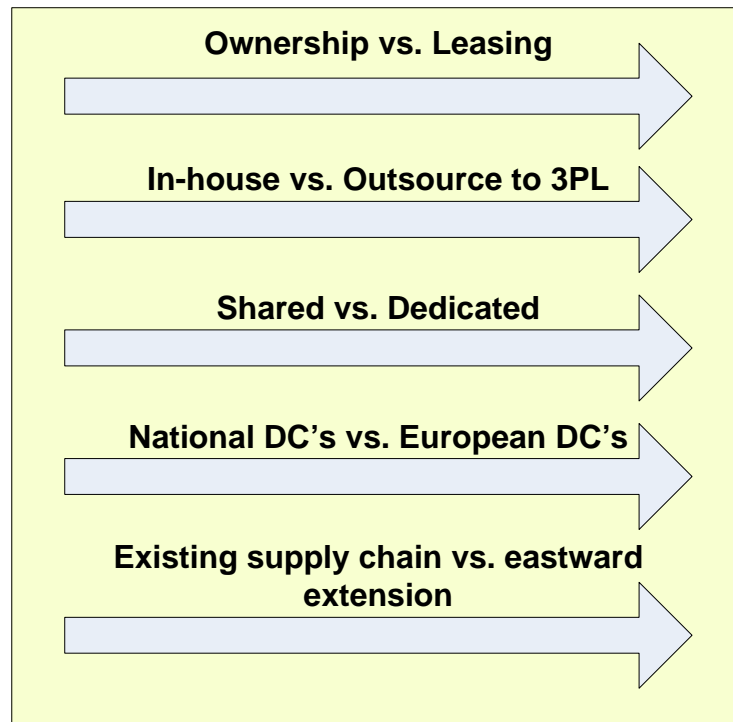 Ownership vs. Leasing
In-house vs. Outsource to 3PL
Shared vs. Dedicated
National DC’s vs. European DC’s
Existing supply chain vs. eastward
extension